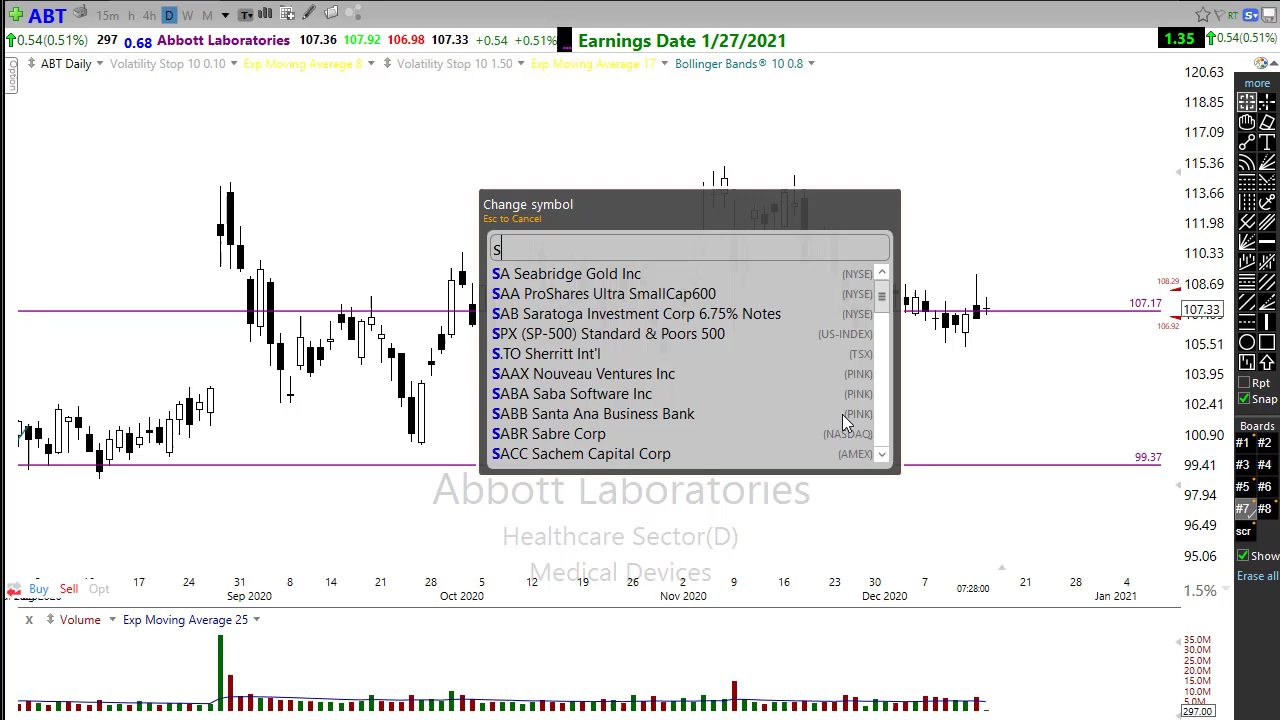 ABT 15m h 4h D W M T
RT S
0.54(0.51%) 297 0.68 Abbott Laboratories 107.36 107.92 106.98 107.33 +0.54 +0.51% Earnings Date 1/27/2021 1.35 0.54(0.51%)
Option
ABT Daily Volatility Stop 10 0.10 Exp Moving Average 8 Volatility Stop 10 1.50 Exp Moving Average 17 Bollinger Bands® 10 0.8
120.63
118.85
117.09
115.36
113.66
111.98
110.33
108.69
108.29
107.17
107.33
106.92
105.51
103.95
102.41
100.90
99.37
99.41
97.94
96.49
95.06
1.5%
more
T
Rpt
Snap
Boards
#1 #2
#3 #4
#5 #6
#7 #8
scr
Show
Erase all
Change symbol
Esc to Cancel
S
SA Seabridge Gold Inc (NYSE)
SAA ProShares Ultra SmallCap600 (NYSE)
SAB Saratoga Investment Corp 6.75% Notes (NYSE)
SPX (SP-500) Standard & Poors 500 (US-INDEX)
S.TO Sherritt Int'l (TSX)
SAAX Nouveau Ventures Inc (PINK)
SABA Saba Software Inc (PINK)
SABB Santa Ana Business Bank (PINK)
SABR Sabre Corp (NASDAQ)
SACC Sachem Capital Corp (AMEX)
Abbott Laboratories
Healthcare Sector(D)
Medical Devices
17 24 31 8 14 21 28 5 12 19 26 2 9 16 23 30 7 21 28 4
Buy Sell Opt
Sep 2020 Oct 2020 Nov 2020 Dec 2020 07:28:00 Jan 2021
X Volume Exp Moving Average 25
35.0M
30.0M
25.0M
20.0M
15.0M
10.0M
5.0M
297.00